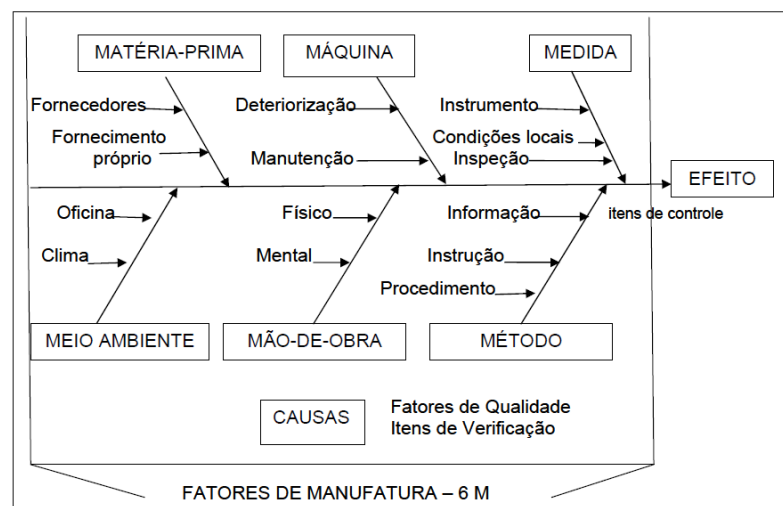 MATÉRIA-PRIMA
MÁQUINA
MEDIDA
Fornecedores
Fornecimento
próprio
Deteriorização
Manutenção
Instrumento
Condições locais
Inspeção
EFEITO
itens de controle
Oficina
Clima
Físico
Mental
Informação
Instrução
Procedimento
MEIO AMBIENTE
MÃO-DE-OBRA
MÉTODO
CAUSAS
Fatores de Qualidade
Itens de Verificação
FATORES DE MANUFATURA – 6 M